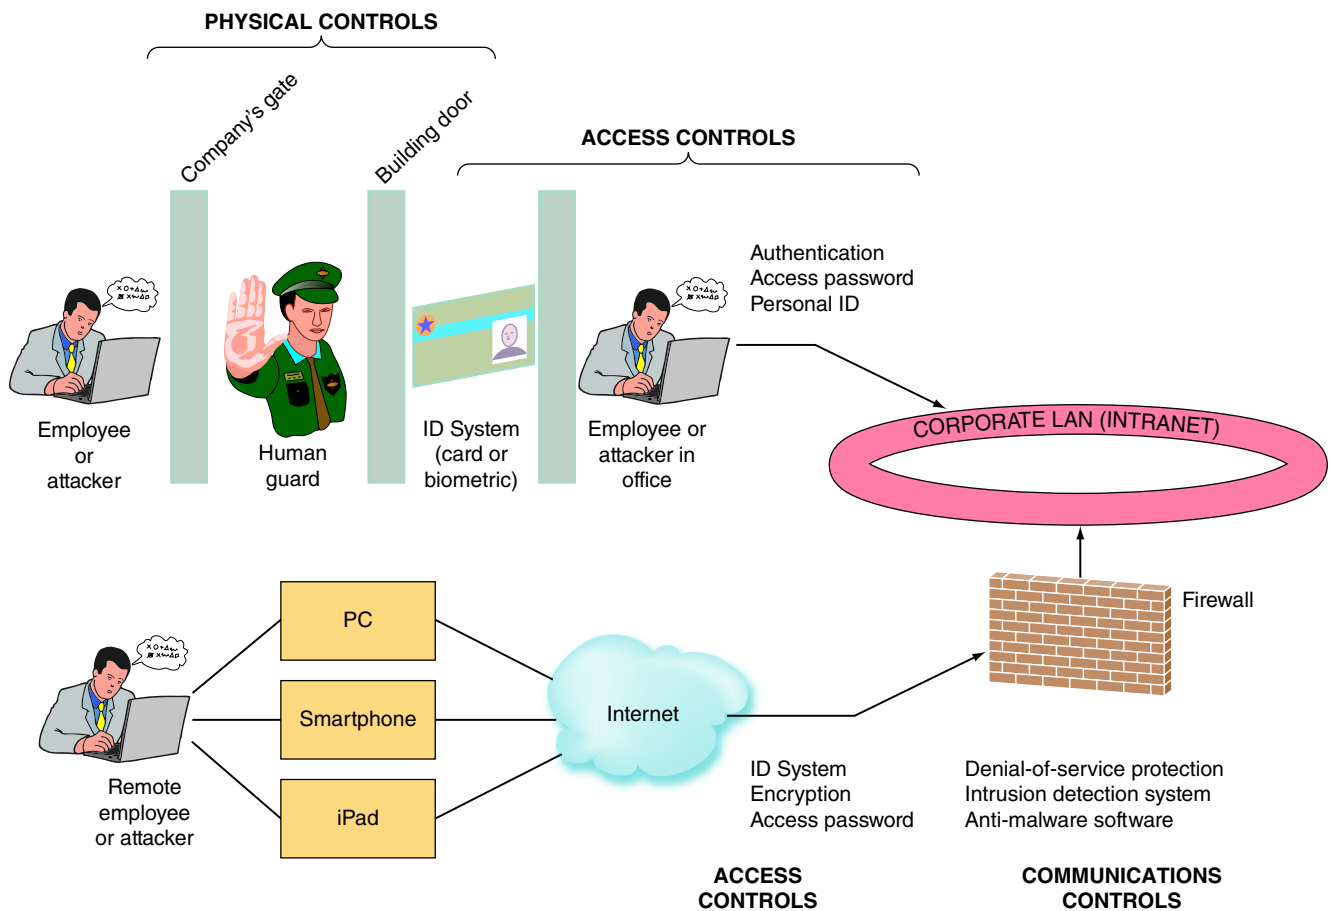 PHYSICAL CONTROLS
Company's gate
Building door
ACCESS CONTROLS
Authentication
Access password
Personal ID
Employee
or
attacker
Human
guard
ID System
(card or
biometric)
Employee or
attacker in
office
CORPORATE LAN (INTRANET)
Firewall
PC
Smartphone
iPad
Internet
Remote
employee
or attacker
ID System
Encryption
Access password
Denial-of-service protection
Intrusion detection system
Anti-malware software
ACCESS
CONTROLS
COMMUNICATIONS
CONTROLS